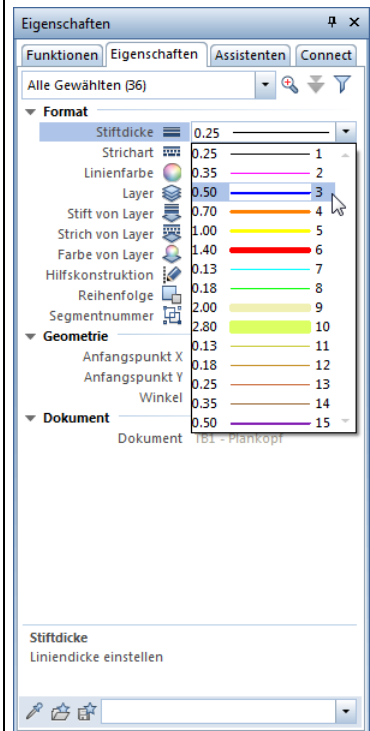 Eigenschaften
Funktionen Eigenschaften Assistenten Connect
Alle Gewählten (36)
Format
Stiftdicke 0.25
Strichart 0.25 1
Linienfarbe 0.35 2
Layer 0.50 3
Stift von Layer 0.70 4
Strich von Layer 1.00 5
Farbe von Layer 1.40 6
Hilfskonstruktion 0.13 7
Reihenfolge 0.18 8
Segmentnummer 2.00 9
Geometrie 2.80 10
Anfangspunkt X 0.13 11
Anfangspunkt Y 0.18 12
Winkel 0.25 13
Dokument 0.35 14
0.50 15
Dokument TB1 - Plankopf
Stiftdicke
Liniendicke einstellen